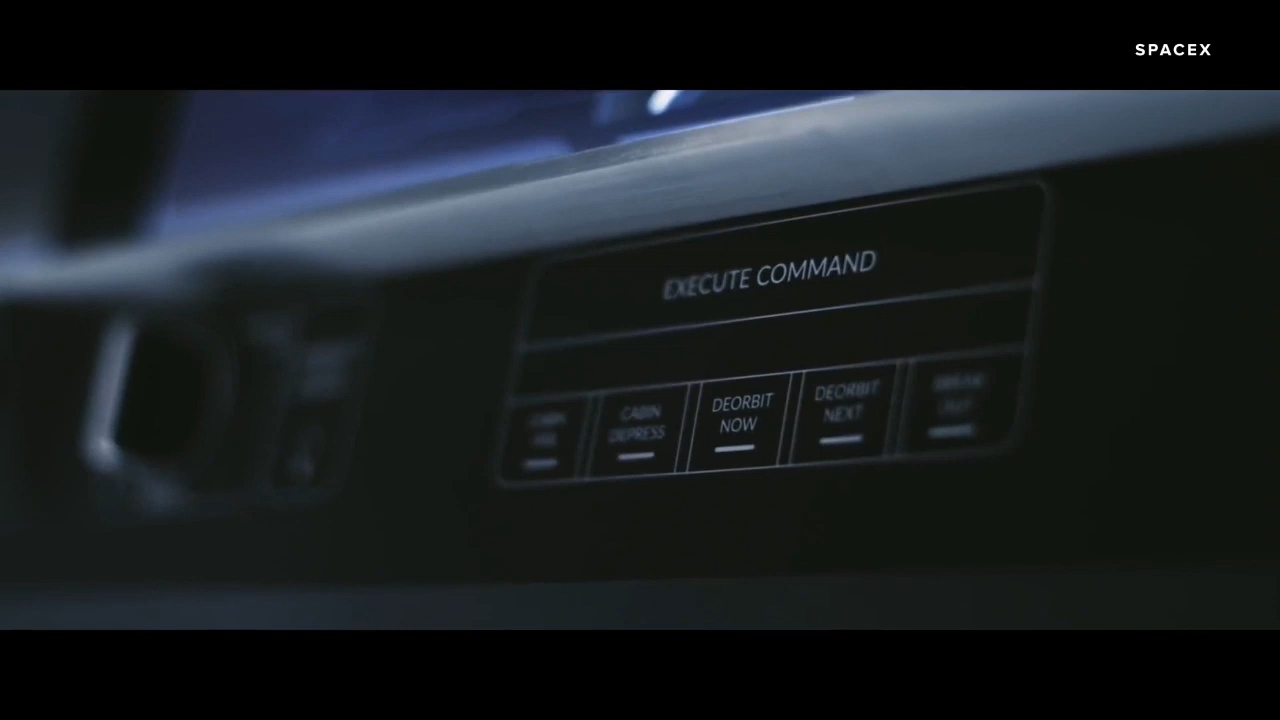 SPACEX
EXECUTE COMMAND
CABIN
DEPRESS
DEORBIT
NOW
DEORBIT
NEXT